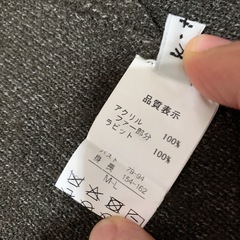 品質表示
アクリル 100%
ファー部分
ラビット 100%
バスト 79-94
身長 154-162
M-L